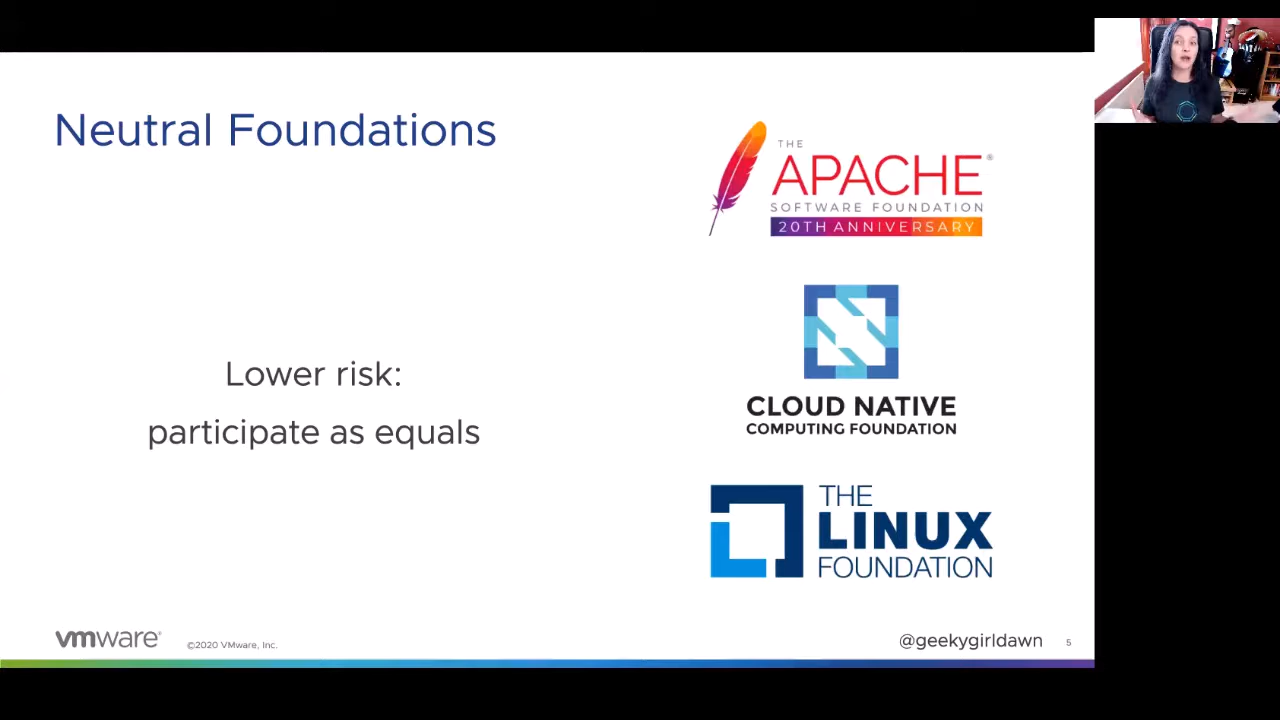 Neutral Foundations
THE
APACHE®
SOFTWARE FOUNDATION
20TH ANNIVERSARY
Lower risk:
participate as equals
CLOUD NATIVE
COMPUTING FOUNDATION
THE
LINUX
FOUNDATION
vmware®
©2020 VMware, Inc.
@geekygirldawn
5